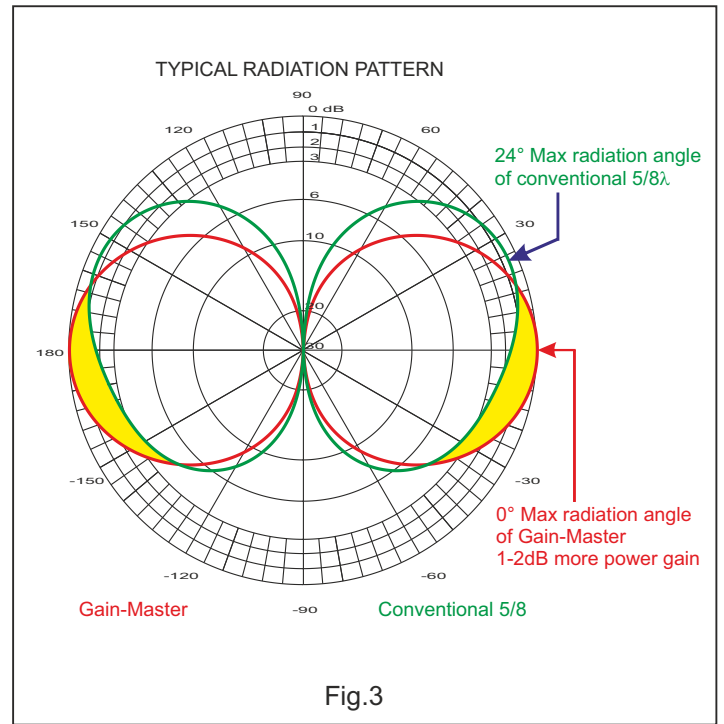 TYPICAL RADIATION PATTERN
90
0 dB
120
1
60
2
3
24° Max radiation angle
of conventional 5/8λ
6
150
30
10
20
180
30
0° Max radiation angle
of Gain-Master
1-2dB more power gain
-150
-30
-120
-60
-90
Gain-Master
Conventional 5/8
Fig.3